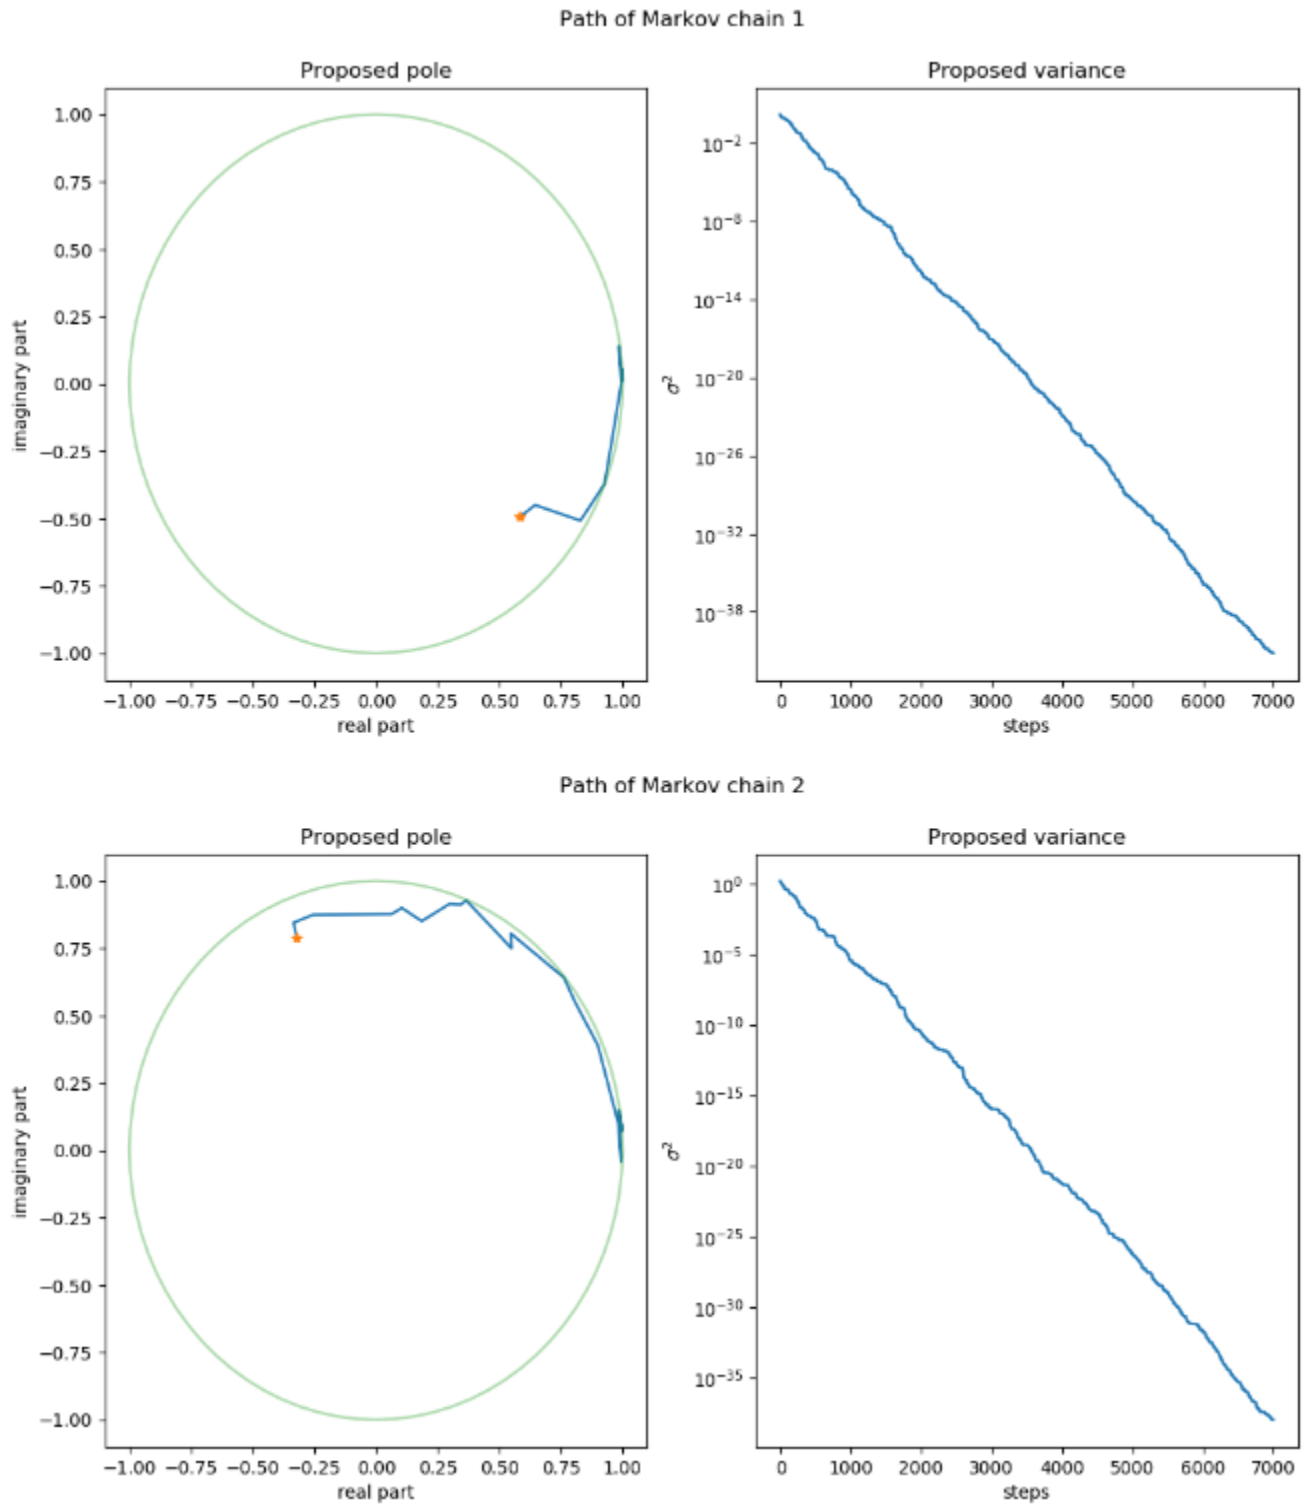 Path of Markov chain 1
Proposed pole
Proposed variance
1.00
0.75
0.50
0.25
0.00
−0.25
−0.50
−0.75
−1.00
imaginary part
−1.00 −0.75 −0.50 −0.25 0.00 0.25 0.50 0.75 1.00
real part
10⁻²
10⁻⁸
10⁻¹⁴
10⁻²⁰
10⁻²⁶
10⁻³²
10⁻³⁸
σ²
0 1000 2000 3000 4000 5000 6000 7000
steps
Path of Markov chain 2
Proposed pole
Proposed variance
1.00
0.75
0.50
0.25
0.00
−0.25
−0.50
−0.75
−1.00
imaginary part
−1.00 −0.75 −0.50 −0.25 0.00 0.25 0.50 0.75 1.00
real part
10⁰
10⁻⁵
10⁻¹⁰
10⁻¹⁵
10⁻²⁰
10⁻²⁵
10⁻³⁰
10⁻³⁵
σ²
0 1000 2000 3000 4000 5000 6000 7000
steps